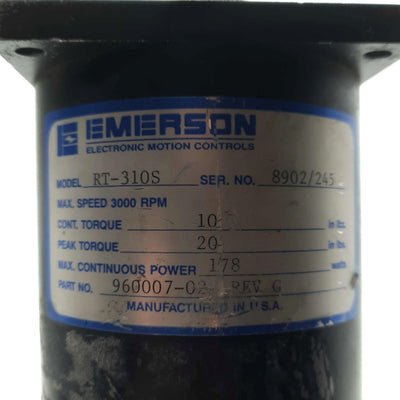 EMERSON
ELECTRONIC MOTION CONTROLS
MODEL RT-310S SER. NO. 8902/245
MAX. SPEED 3000 RPM
CONT. TORQUE 10 in lbs.
PEAK TORQUE 20 in lbs.
MAX. CONTINUOUS POWER 178 watts
PART NO. 960007-02 REV G
MANUFACTURED IN U.S.A.